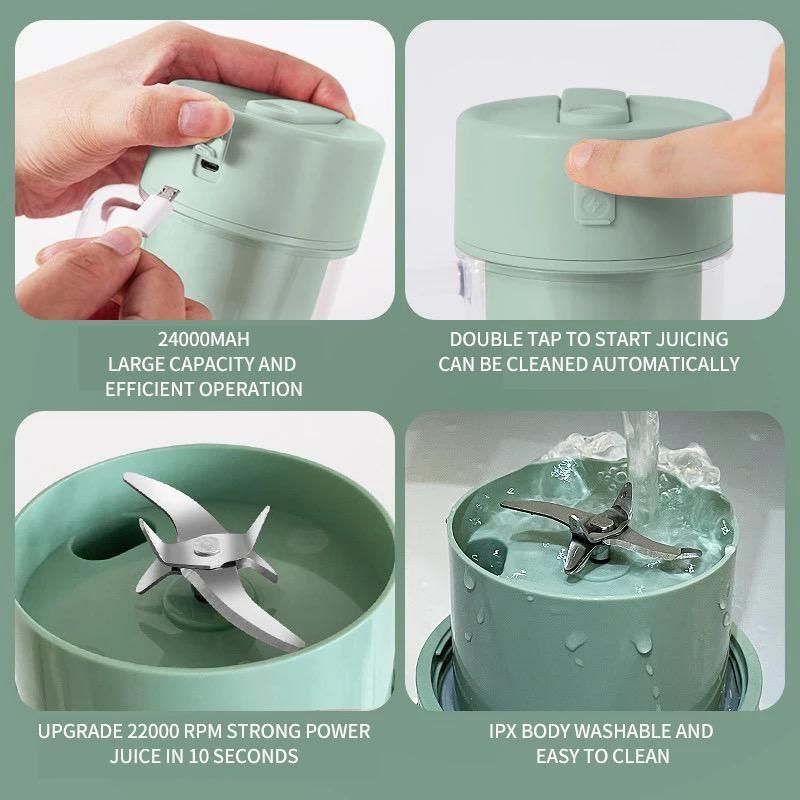 24000MAH
LARGE CAPACITY AND
EFFICIENT OPERATION
DOUBLE TAP TO START JUICING
CAN BE CLEANED AUTOMATICALLY
UPGRADE 22000 RPM STRONG POWER
JUICE IN 10 SECONDS
IPX BODY WASHABLE AND
EASY TO CLEAN